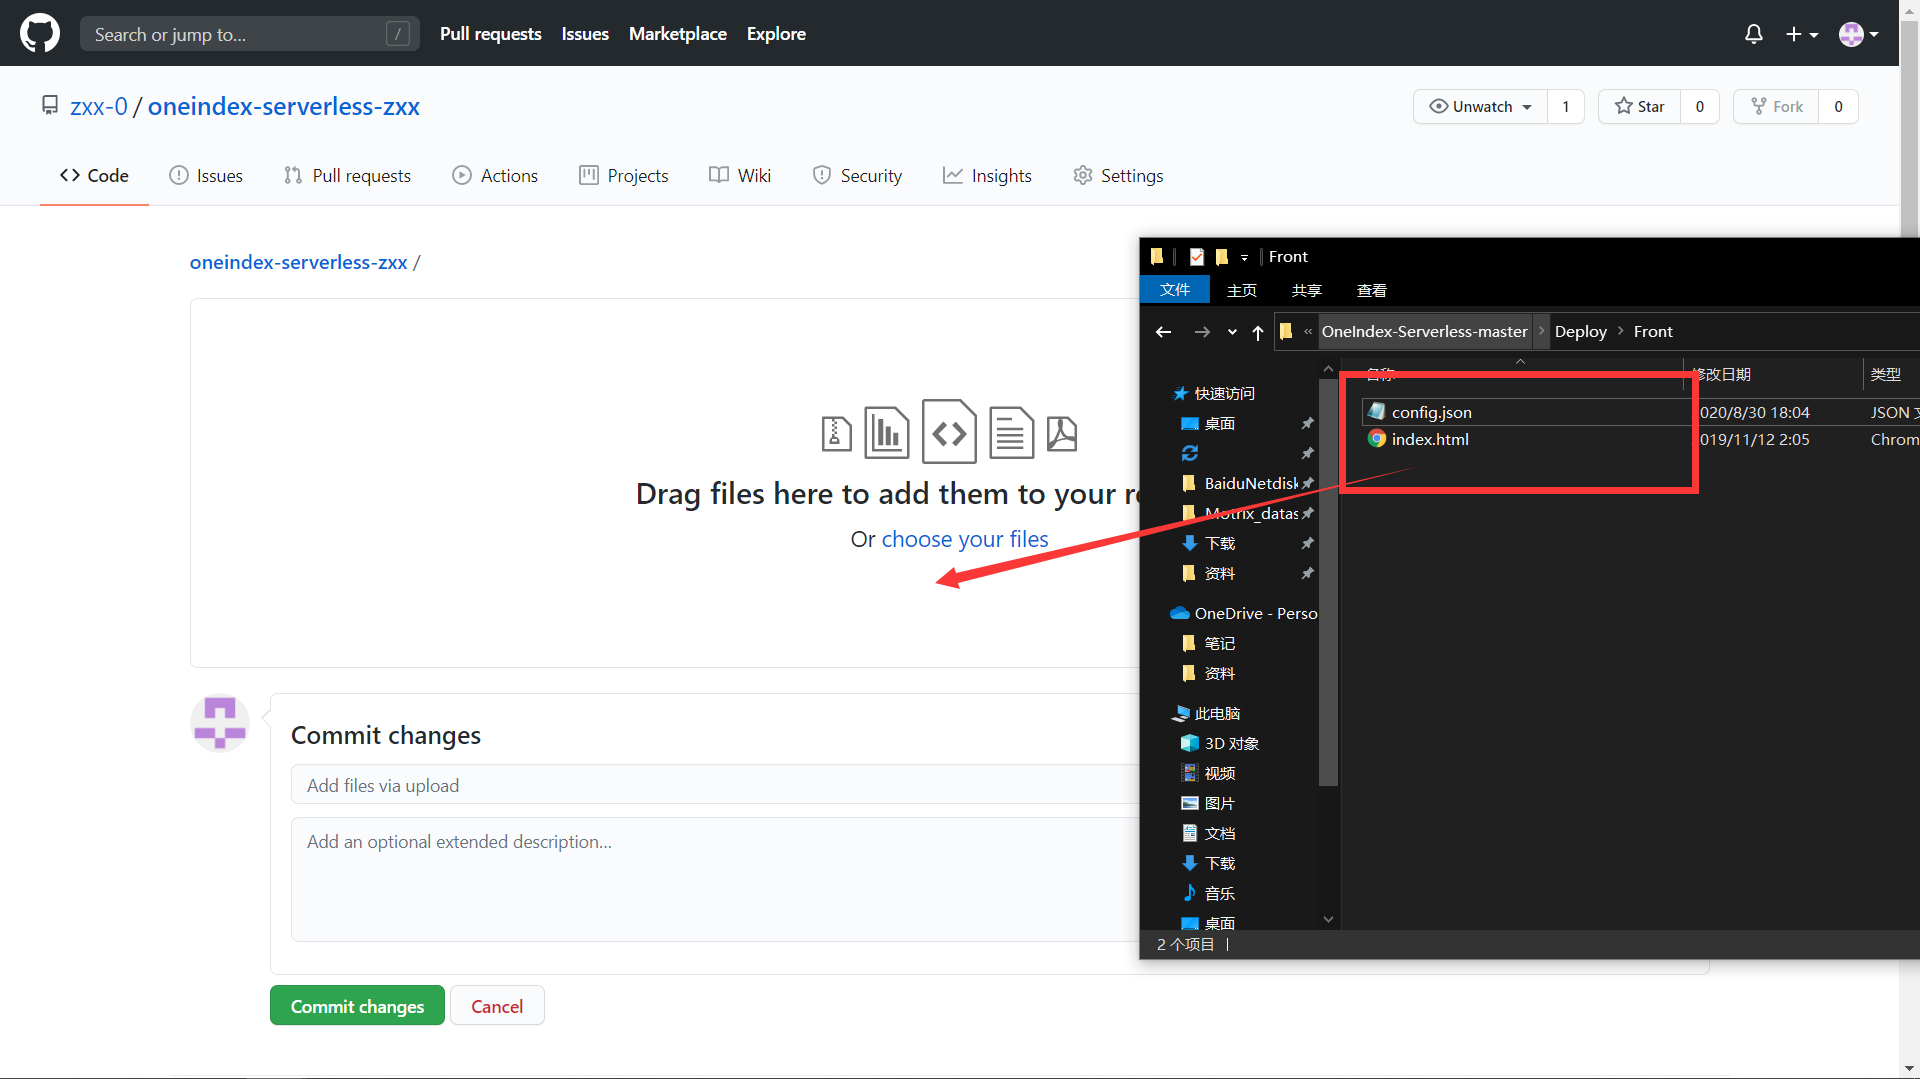 Search or jump to...
/
Pull requests
Issues
Marketplace
Explore
zxx-0 / oneindex-serverless-zxx
Unwatch
1
Star
0
Fork
0
Code
Issues
Pull requests
Actions
Projects
Wiki
Security
Insights
Settings
oneindex-serverless-zxx /
Drag files here to add them to your
Or choose your files
Commit changes
Add files via upload
Add an optional extended description...
Commit changes
Cancel
Front
文件
主页
共享
查看
« OneIndex-Serverless-master > Deploy > Front
名称
修改日期
类型
config.json
020/8/30 18:04
JSON
index.html
019/11/12 2:05
Chrom
快速访问
桌面
BaiduNetdisk
Motrix_datas
下载
资料
OneDrive - Perso
笔记
资料
此电脑
3D 对象
视频
图片
文档
下载
音乐
桌面
2 个项目